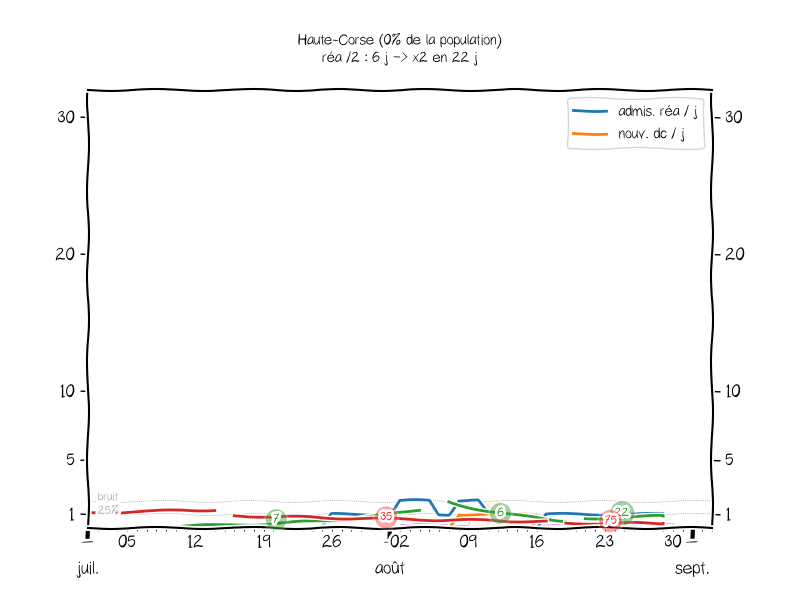 Haute-Corse (0% de la population)
réa /2 : 6 j -> x2 en 22 j
admis. réa / j
nouv. dc / j
30 30
20 20
10 10
5 5
bruit
25%
1 1
7 35 6 75 22
05 12 19 26 02 09 16 23 30
juil. août sept.